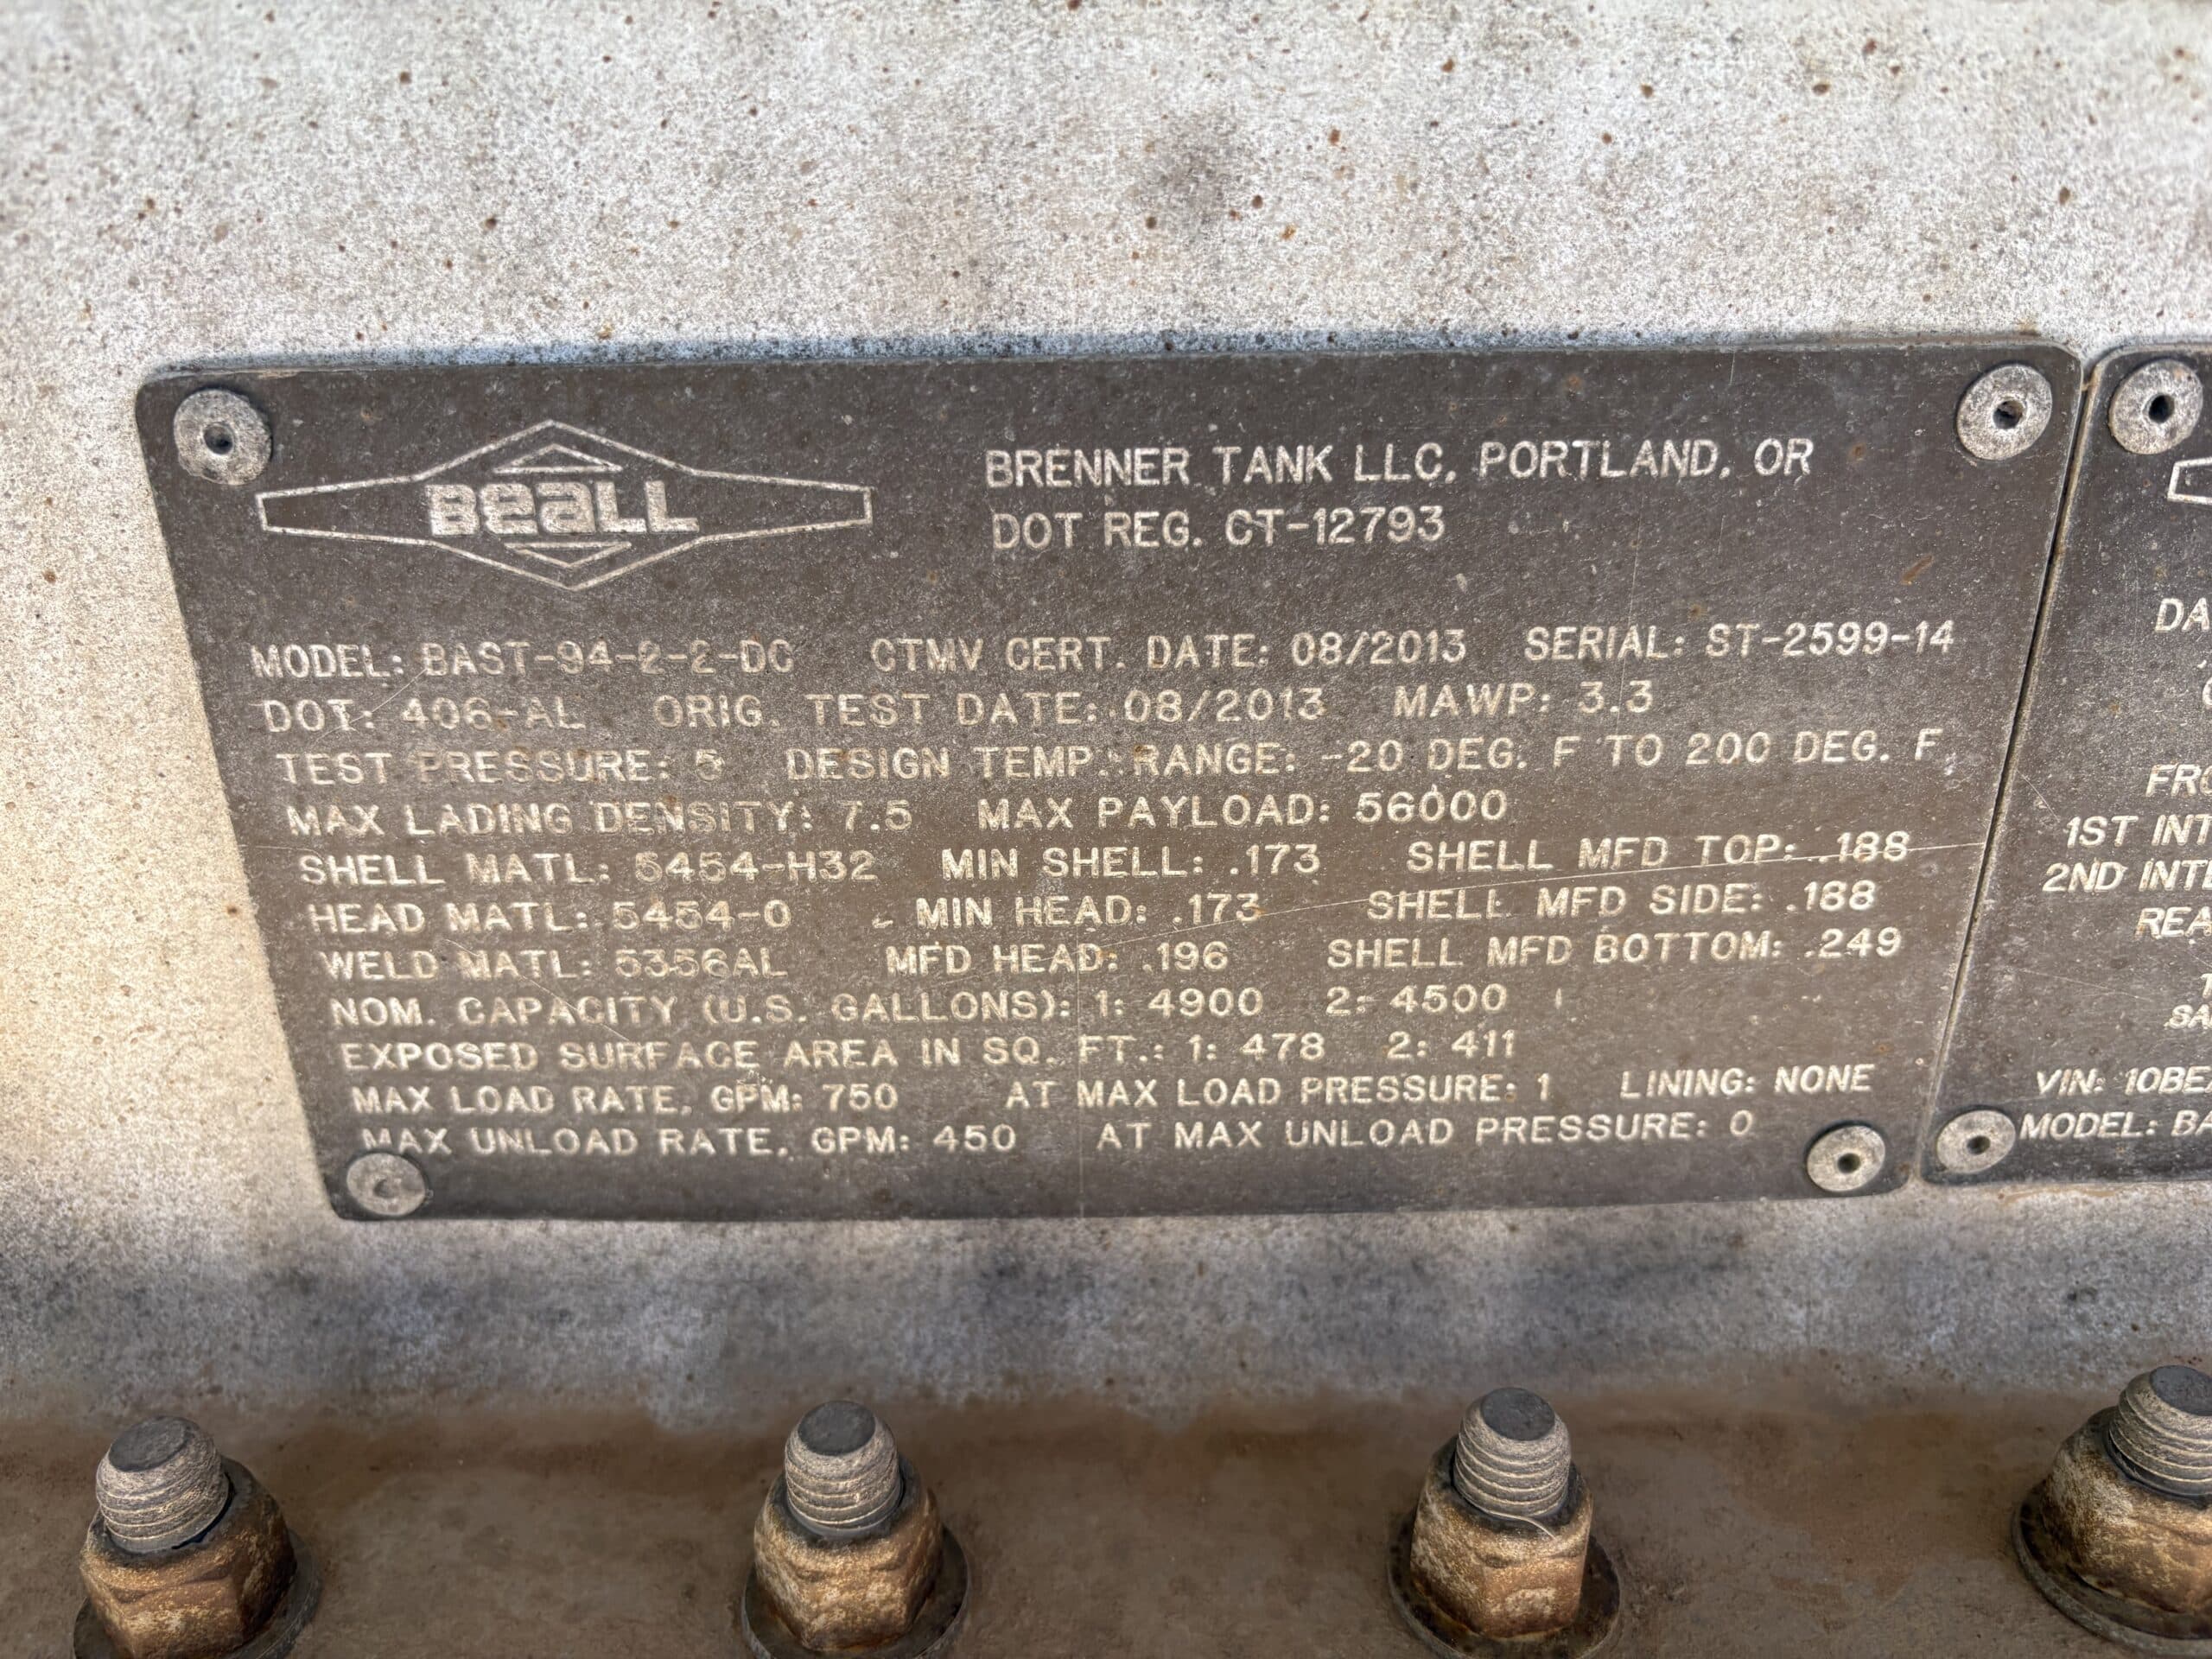 BeaLL
BRENNER TANK LLC, PORTLAND, OR
DOT REG. CT-12793
MODEL: BAST-94-2-2-DC CTMV CERT. DATE: 08/2013 SERIAL: ST-2599-14
DOT: 406-AL ORIG. TEST DATE: 08/2013 MAWP: 3.3
TEST PRESSURE: 5 DESIGN TEMP. RANGE: -20 DEG. F TO 200 DEG. F
MAX LADING DENSITY: 7.5 MAX PAYLOAD: 56000
SHELL MATL: 5454-H32 MIN SHELL: .173 SHELL MFD TOP: .188
HEAD MATL: 5454-0 MIN HEAD: .173 SHELL MFD SIDE: .188
WELD MATL: 5356AL MFD HEAD: .196 SHELL MFD BOTTOM: .249
NOM. CAPACITY (U.S. GALLONS): 1: 4900 2: 4500
EXPOSED SURFACE AREA IN SQ. FT.: 1: 478 2: 411
MAX LOAD RATE, GPM: 750 AT MAX LOAD PRESSURE: 1 LINING: NONE
MAX UNLOAD RATE, GPM: 450 AT MAX UNLOAD PRESSURE: 0
1ST
2ND
VIN: 10BE
MODEL: BA